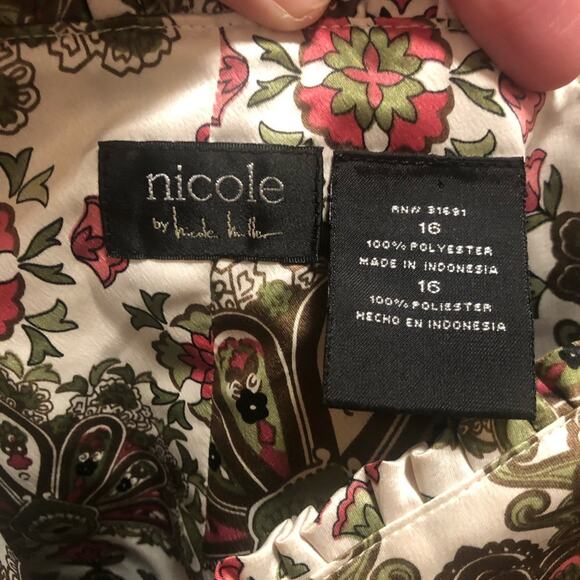 nicole
by nicole miller
RN# 31691
16
100% POLYESTER
MADE IN INDONESIA
16
100% POLIESTER
HECHO EN INDONESIA